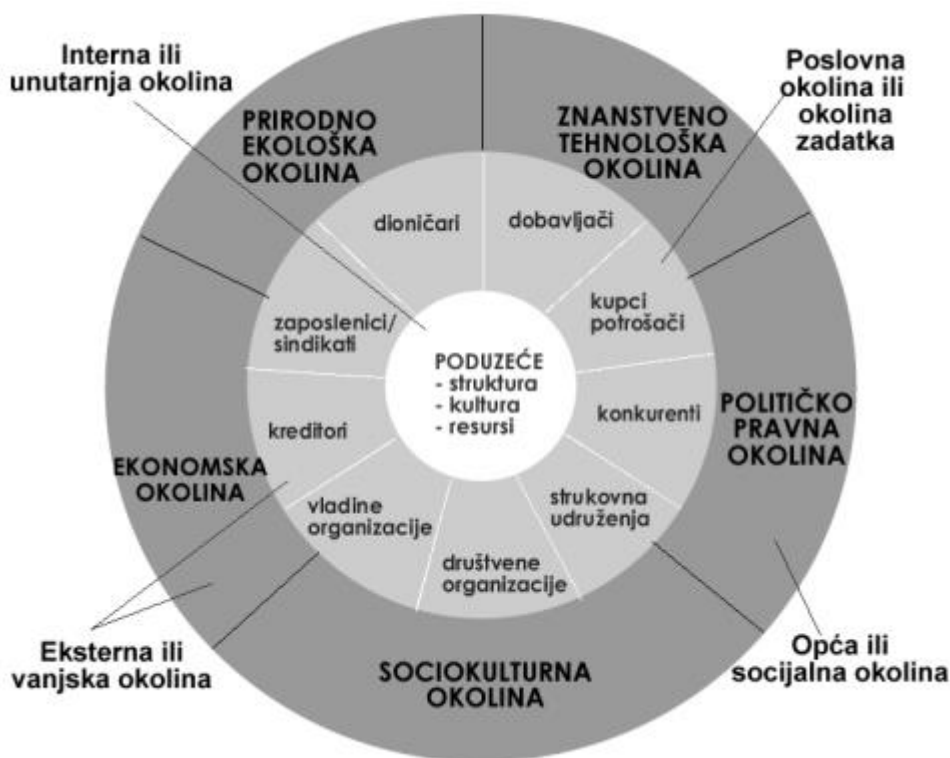 Interna ili
unutarnja okolina
Poslovna
okolina ili
okolina
zadatka
PRIRODNO
EKOLOŠKA
OKOLINA
ZNANSTVENO
TEHNOLOŠKA
OKOLINA
dioničari
dobavljači
zaposlenici/
sindikati
kupci
potrošači
PODUZEĆE
- struktura
- kultura
- resursi
kreditori
konkurenti
POLITIČKO
PRAVNA
OKOLINA
EKONOMSKA
OKOLINA
vladine
organizacije
strukovna
udruženja
društvene
organizacije
Eksterna ili
vanjska okolina
SOCIOKULTURNA
OKOLINA
Opća ili
socijalna okolina